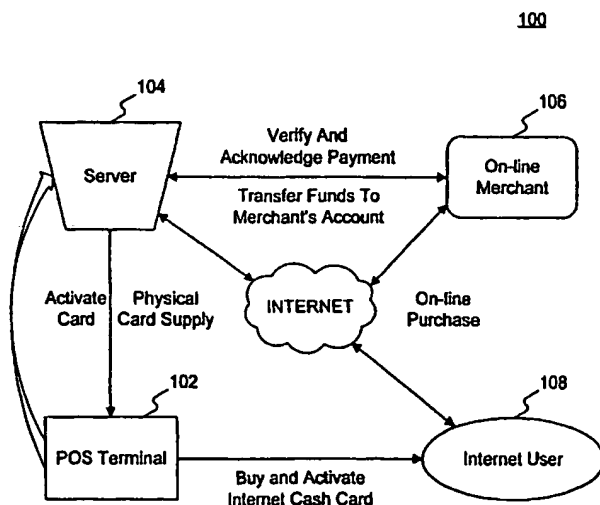 100
104
106
Verify And
Acknowledge Payment
Server
On-line
Merchant
Transfer Funds To
Merchant's Account
Activate
Card
Physical
Card Supply
INTERNET
On-line
Purchase
102
108
POS Terminal
Internet User
Buy and Activate
Internet Cash Card